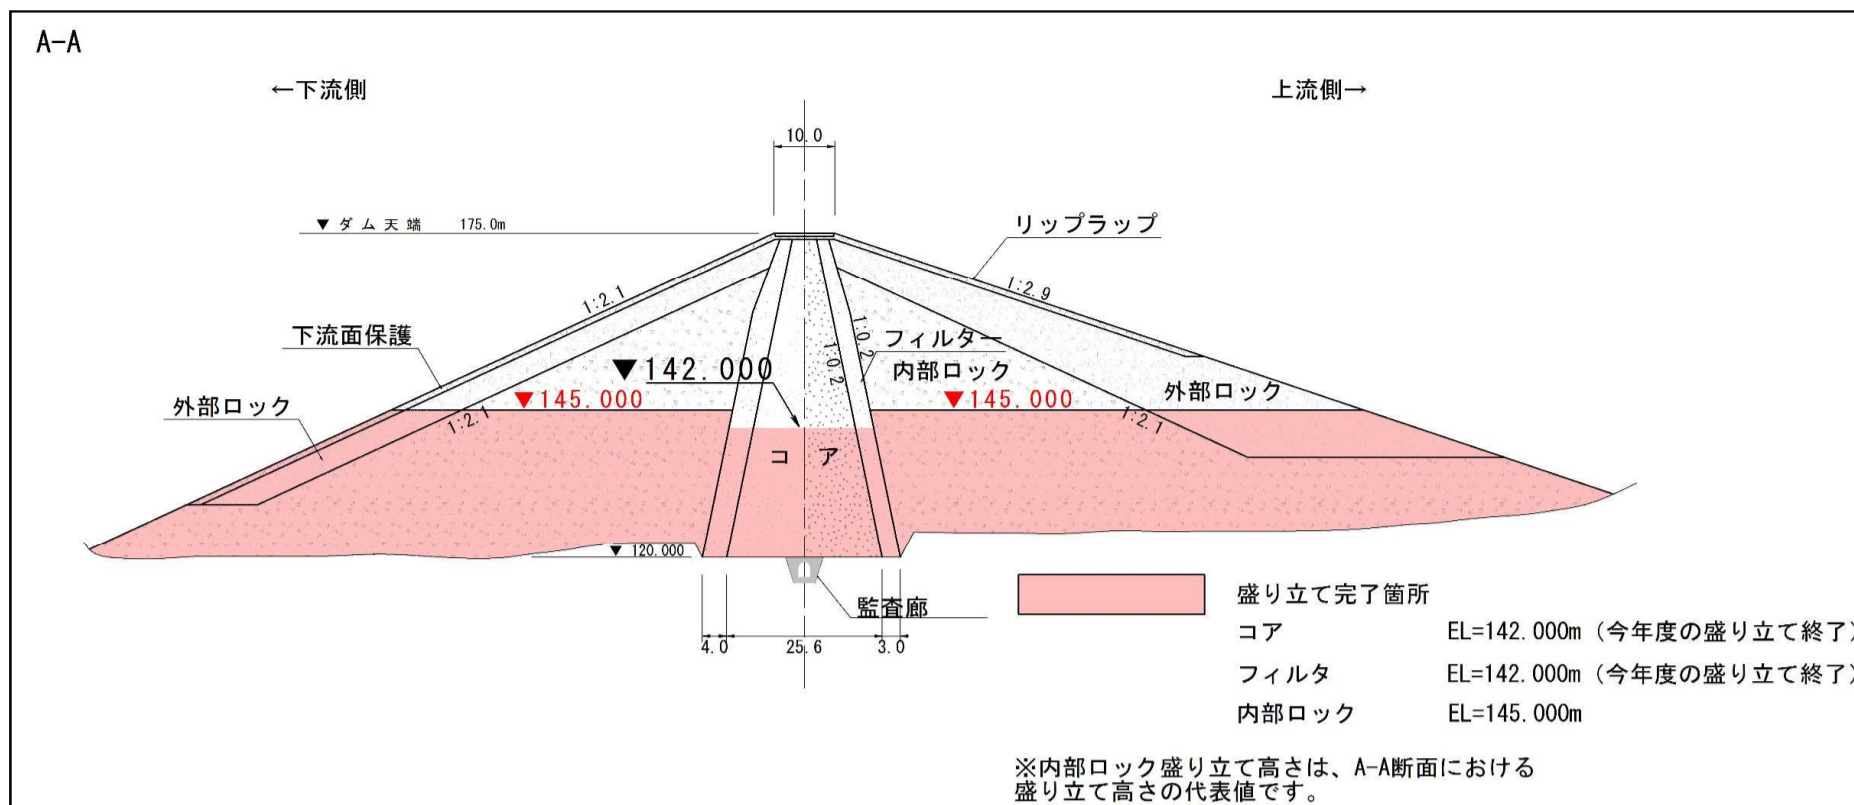 A-A
←下流側
上流側→
10.0
▼ ダム天端 175.0m
リップラップ
1:2.1
1:2.9
下流面保護
1:0.2
1:0.2
フィルター
▼142.000
内部ロック
外部ロック
▼145.000
▼145.000
外部ロック
1:2.1
1:2.1
コア
▼ 120.000
監査廊
4.0
25.6
3.0
盛り立て完了箇所
コア EL=142.000m（今年度の盛り立て終了）
フィルタ EL=142.000m（今年度の盛り立て終了）
内部ロック EL=145.000m
※内部ロック盛り立て高さは、A-A断面における
盛り立て高さの代表値です。